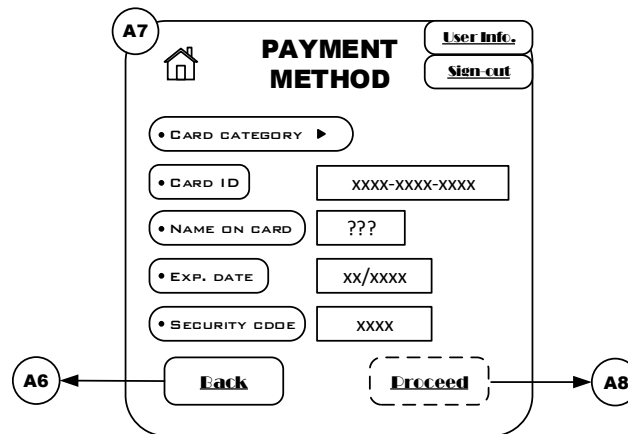 A7
PAYMENT
METHOD
User Info.
Sign-out
• CARD CATEGORY ▶
• CARD ID
xxxx-xxxx-xxxx
• NAME ON CARD
???
• EXP. DATE
xx/xxxx
• SECURITY CDOE
xxxx
A6
Back
Proceed
A8